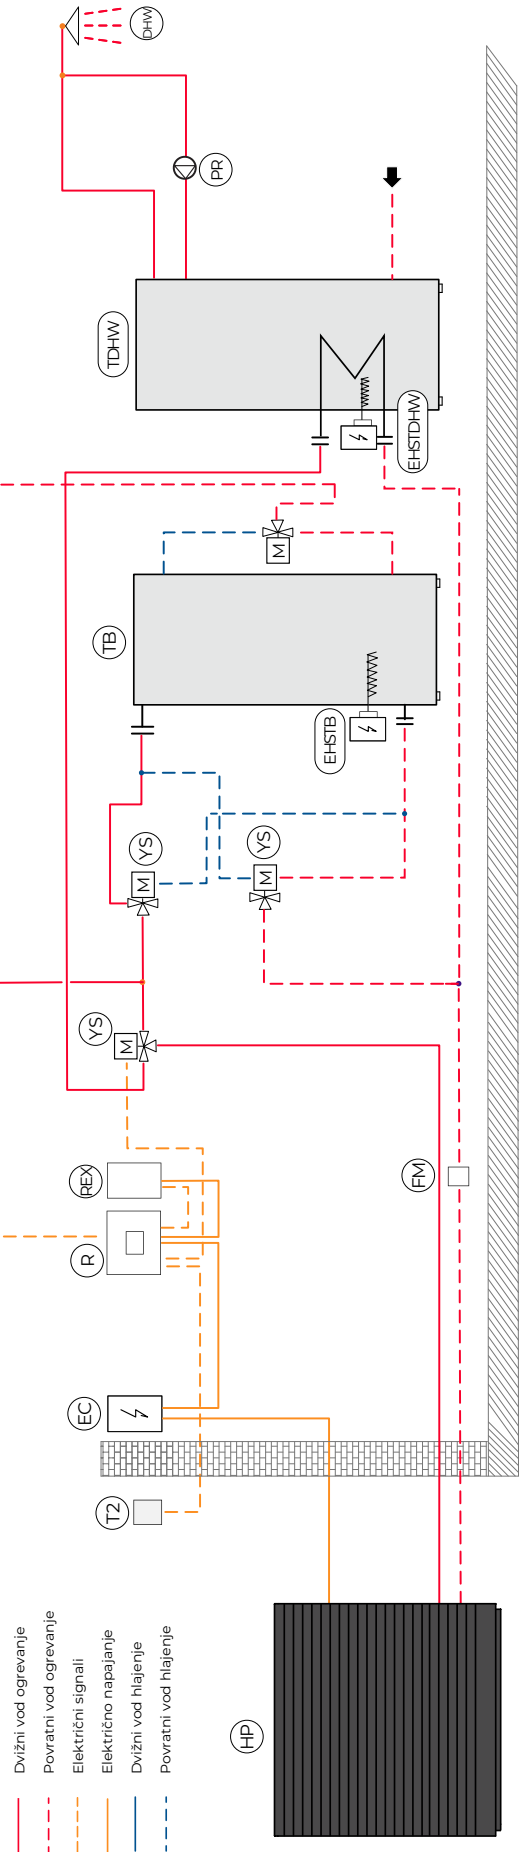 Dvižni vod ogrevanje
Povratni vod ogrevanje
Električni signali
Električno napajanje
Dvižni vod hlajenje
Povratni vod hlajenje
HP
T2
EC
R
REX
FM
YS
M
YS
M
YS
M
EHSTB
TB
M
EHSTDHW
TDHW
PR
DHW